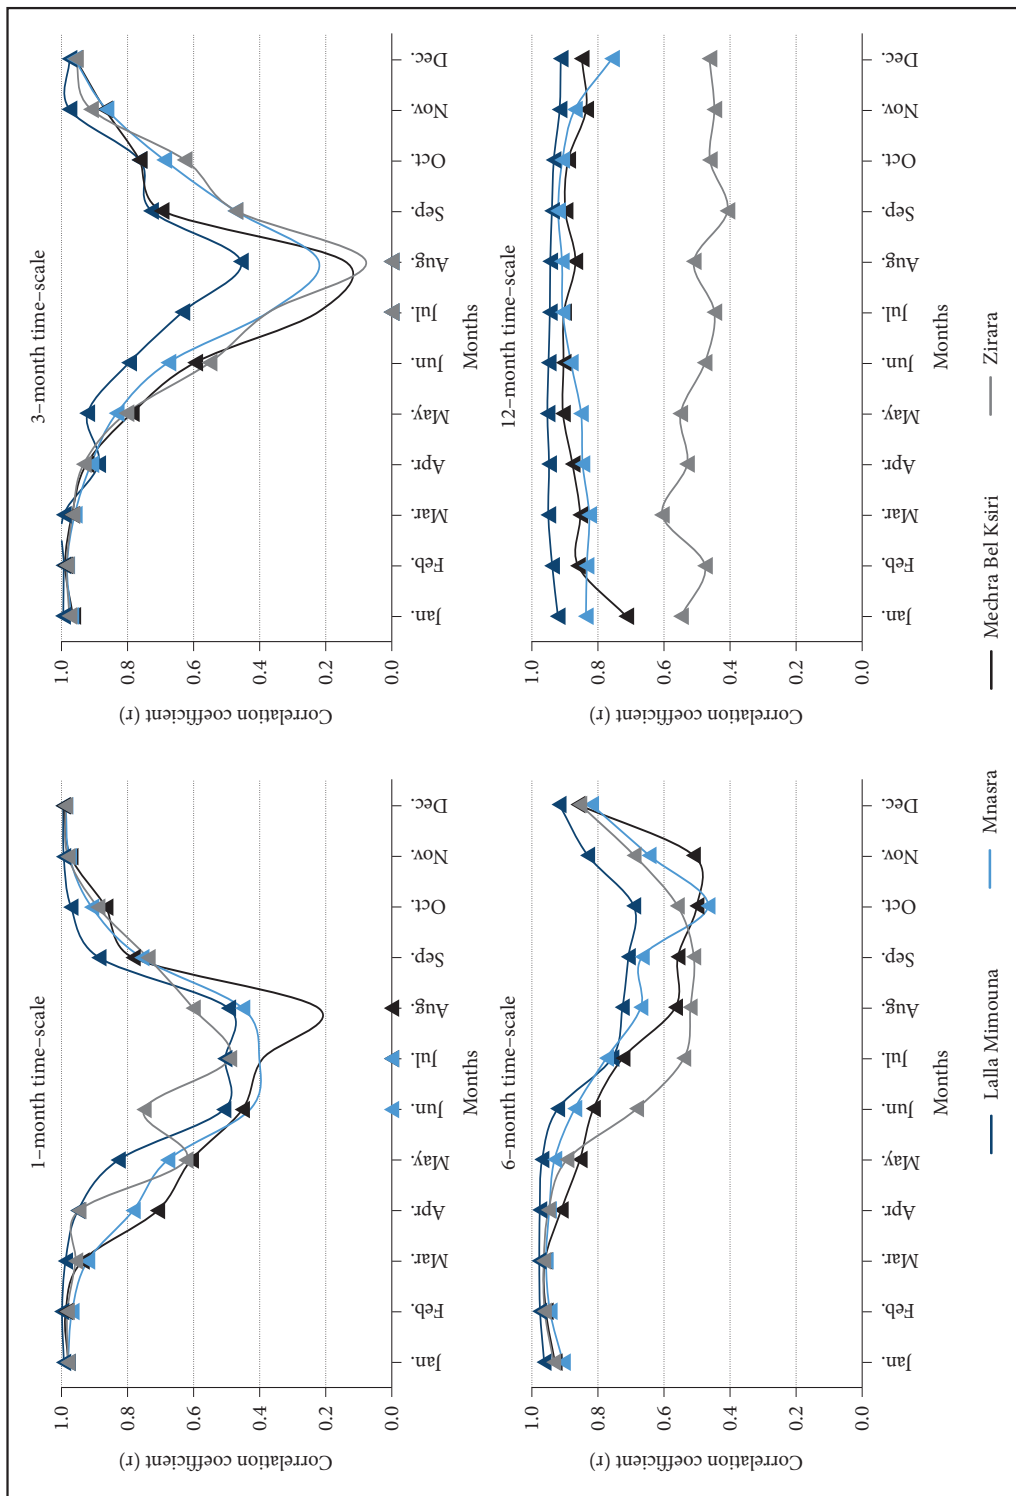 1–month time–scale
Correlation coefficient (r)
1.0
0.8
0.6
0.4
0.2
0.0
Jan.
Feb.
Mar.
Apr.
May.
Jun.
Jul.
Aug.
Sep.
Oct.
Nov.
Dec.
Months
3–month time–scale
Correlation coefficient (r)
1.0
0.8
0.6
0.4
0.2
0.0
Jan.
Feb.
Mar.
Apr.
May.
Jun.
Jul.
Aug.
Sep.
Oct.
Nov.
Dec.
Months
6–month time–scale
Correlation coefficient (r)
1.0
0.8
0.6
0.4
0.2
0.0
Jan.
Feb.
Mar.
Apr.
May.
Jun.
Jul.
Aug.
Sep.
Oct.
Nov.
Dec.
Months
12–month time–scale
Correlation coefficient (r)
1.0
0.8
0.6
0.4
0.2
0.0
Jan.
Feb.
Mar.
Apr.
May.
Jun.
Jul.
Aug.
Sep.
Oct.
Nov.
Dec.
Months
Lalla Mimouna
Mnasra
Mechra Bel Ksiri
Zirara